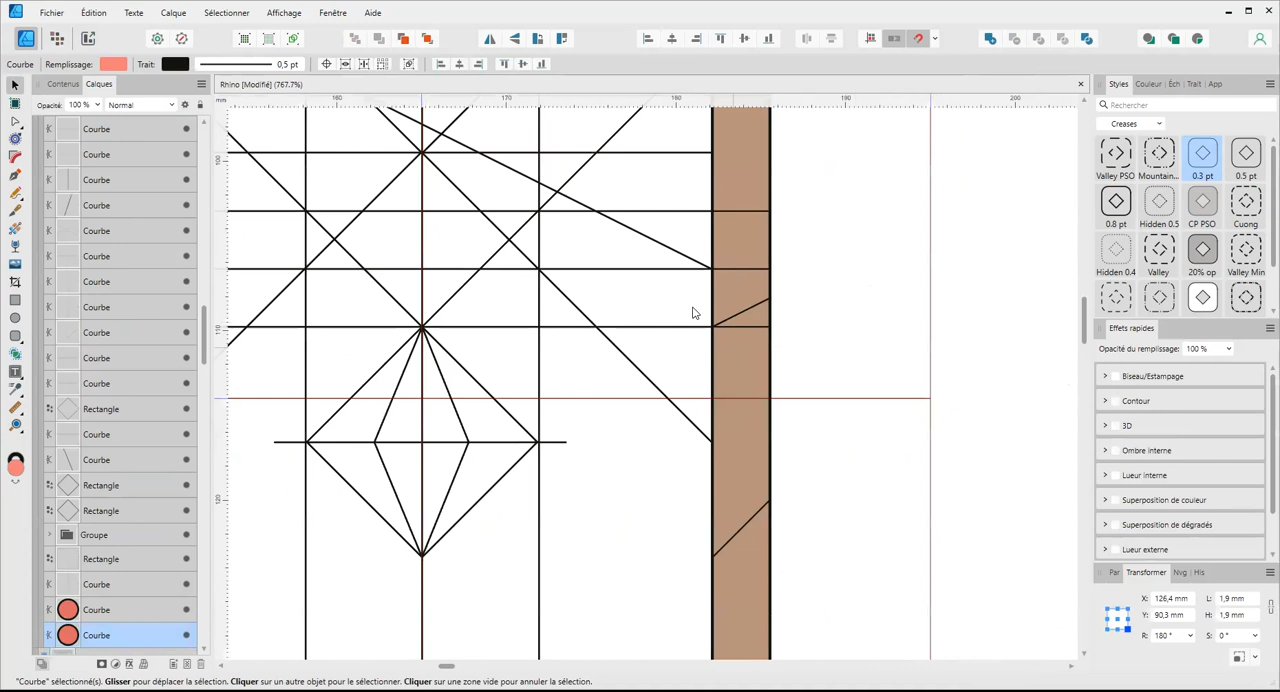 Fichier Édition Texte Calque Sélectionner Affichage Fenêtre Aide
Courbe Remplissage: Trait: 0,5 pt
Contenus Calques
Opacité: 100 % Normal
Courbe
Courbe
Courbe
Courbe
Courbe
Courbe
Courbe
Courbe
Courbe
Courbe
Courbe
Rectangle
Courbe
Courbe
Rectangle
Rectangle
Groupe
Rectangle
Courbe
Courbe
Courbe
Rhino [Modifié] (767.7%)
mm 160 170 180 190 200
100
110
120
Styles Couleur Éch Trait App
Rechercher
Creases
Valley PSO Mountain... 0.3 pt 0.5 pt
0.8 pt Hidden 0.5 CP PSO Cuong
Hidden 0.4 Valley 20% op Valley Min
Effets rapides
Opacité du remplissage: 100 %
Biseau/Estampage
Contour
3D
Ombre interne
Lueur interne
Superposition de couleur
Superposition de dégradés
Lueur externe
Par Transformer Nvg His
X: 126,4 mm L: 1,9 mm
Y: 90,3 mm H: 1,9 mm
R: 180 ° S: 0 °
"Courbe" sélectionné(s). Glisser pour déplacer la sélection. Cliquer sur un autre objet pour le sélectionner. Cliquer sur une zone vide pour annuler la sélection.